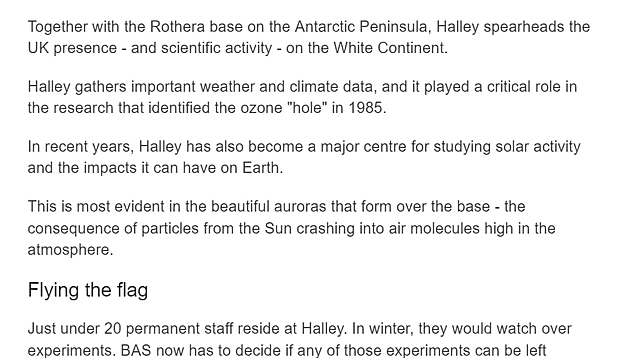 Together with the Rothera base on the Antarctic Peninsula, Halley spearheads the
UK presence - and scientific activity - on the White Continent.
Halley gathers important weather and climate data, and it played a critical role in
the research that identified the ozone "hole" in 1985.
In recent years, Halley has also become a major centre for studying solar activity
and the impacts it can have on Earth.
This is most evident in the beautiful auroras that form over the base - the
consequence of particles from the Sun crashing into air molecules high in the
atmosphere.
Flying the flag
Just under 20 permanent staff reside at Halley. In winter, they would watch over
experiments. BAS now has to decide if any of those experiments can be left